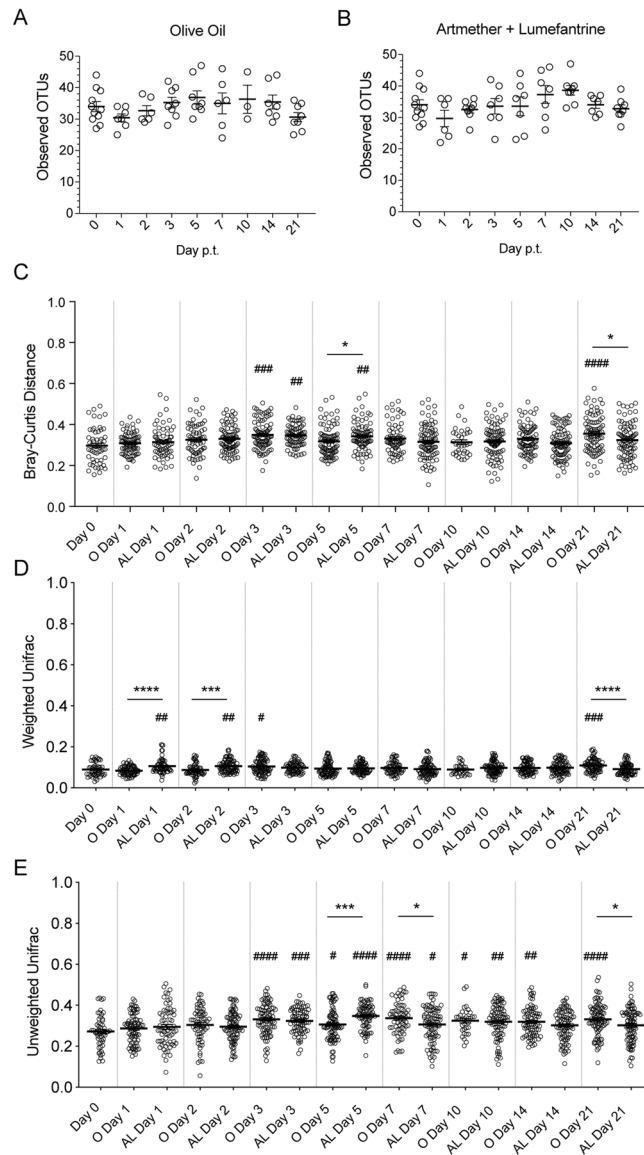 A
Olive Oil
Observed OTUs
50
40
30
20
10
0
0 1 2 3 5 7 10 14 21
Day p.t.
B
Artmether + Lumefantrine
Observed OTUs
50
40
30
20
10
0
0 1 2 3 5 7 10 14 21
Day p.t.
C
Bray-Curtis Distance
1.0
0.8
0.6
0.4
0.2
0.0
### ## * ## #### *
Day 0 O Day 1 AL Day 1 O Day 2 AL Day 2 O Day 3 AL Day 3 O Day 5 AL Day 5 O Day 7 AL Day 7 O Day 10 AL Day 10 O Day 14 AL Day 14 O Day 21 AL Day 21
D
Weighted Unifrac
1.0
0.8
0.6
0.4
0.2
0.0
**** *** ****
## ## # ###
Day 0 O Day 1 AL Day 1 O Day 2 AL Day 2 O Day 3 AL Day 3 O Day 5 AL Day 5 O Day 7 AL Day 7 O Day 10 AL Day 10 O Day 14 AL Day 14 O Day 21 AL Day 21
E
Unweighted Unifrac
1.0
0.8
0.6
0.4
0.2
0.0
*** * *
#### ### # #### #### # # ## ## ####
Day 0 O Day 1 AL Day 1 O Day 2 AL Day 2 O Day 3 AL Day 3 O Day 5 AL Day 5 O Day 7 AL Day 7 O Day 10 AL Day 10 O Day 14 AL Day 14 O Day 21 AL Day 21